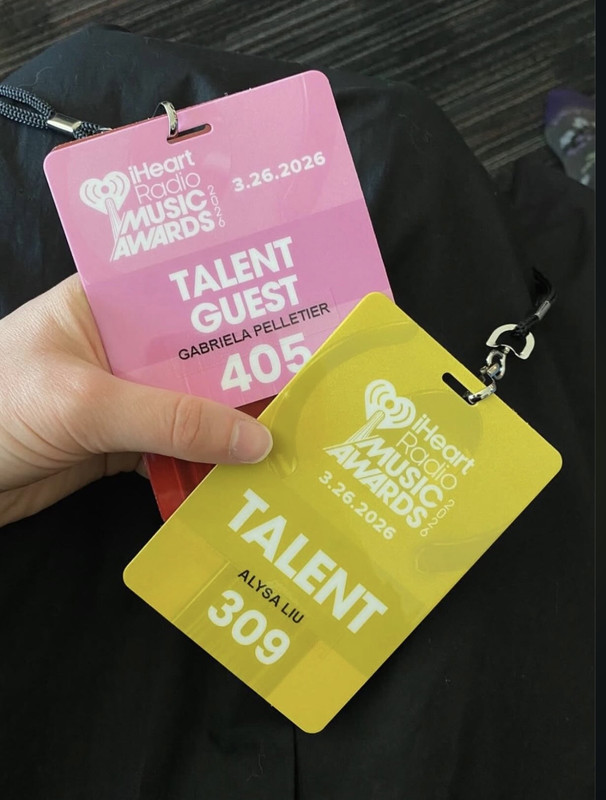 iHeart
Radio
MUSIC
AWARDS
2026
3.26.2026
TALENT
GUEST
GABRIELA PELLETIER
405
iHeart
Radio
MUSIC
AWARDS
2026
3.26.2026
TALENT
ALYSA LIU
309